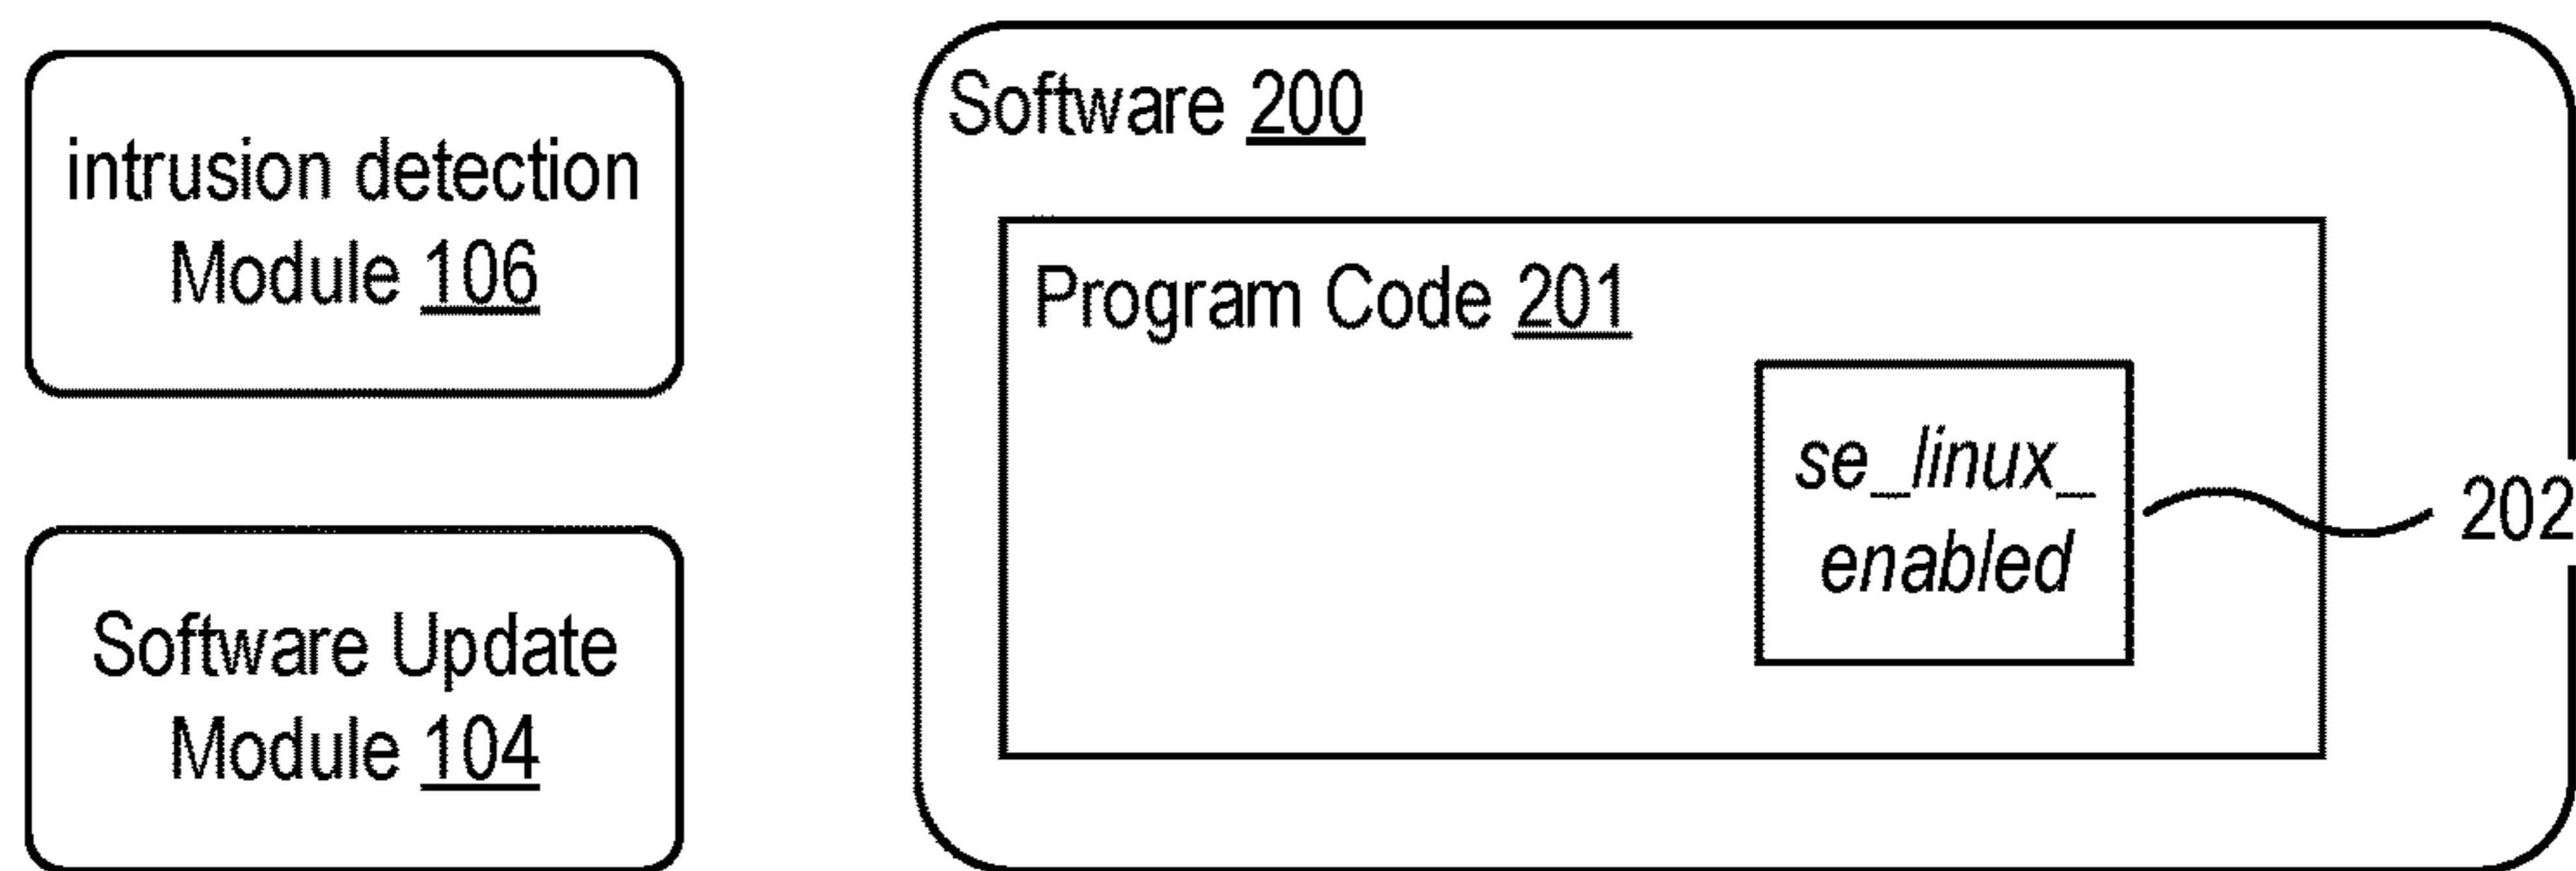 intrusion detection
Module 106
Software Update
Module 104
Software 200
Program Code 201
se_linux_
enabled
202